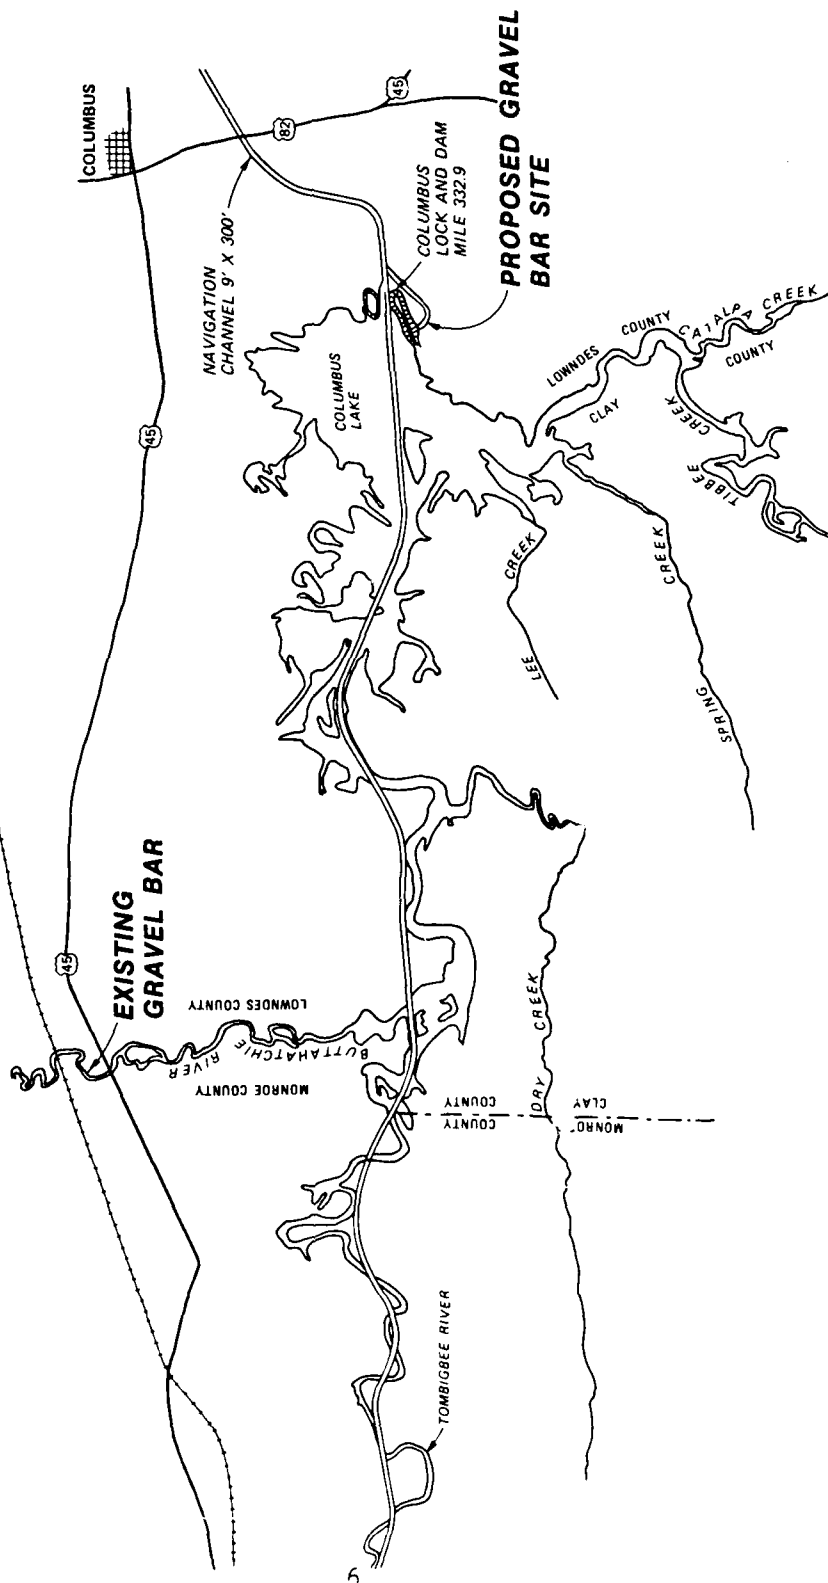 COLUMBUS
45
82
NAVIGATION
CHANNEL 9' X 300'
COLUMBUS
LOCK AND DAM
MILE 332.9
PROPOSED GRAVEL
BAR SITE
COLUMBUS
LAKE
45
LOWNDES COUNTY
CLAY COUNTY
CATALPA CREEK
TIBBEE CREEK
LEE CREEK
SPRING CREEK
45
EXISTING
GRAVEL BAR
LOWNDES COUNTY
BUTTAHATCHIE RIVER
MONROE COUNTY
DRY CREEK
CLAY COUNTY
MONRO COUNTY
TOMBIGBEE RIVER
6